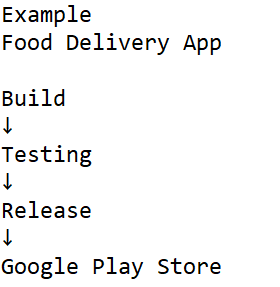 Example
Food Delivery App
Build
↓
Testing
↓
Release
↓
Google Play Store